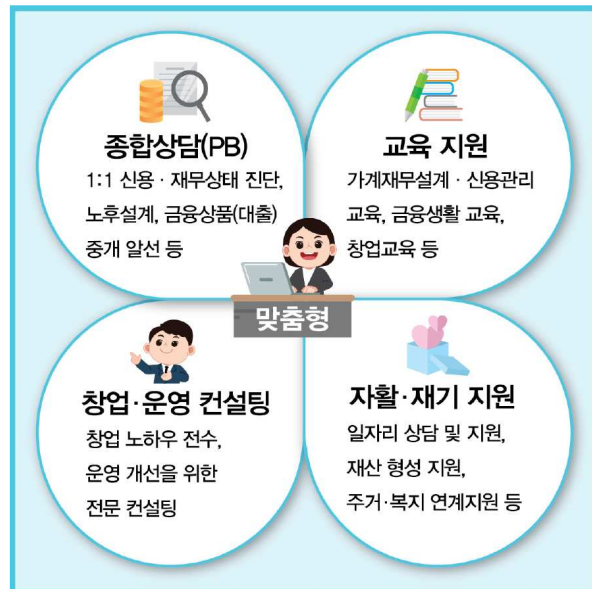 종합상담(PB)
1:1 신용 · 재무상태 진단,
노후설계, 금융상품(대출)
중개 알선 등
교육 지원
가계재무설계 · 신용관리
교육, 금융생활 교육,
창업교육 등
맞춤형
창업·운영 컨설팅
창업 노하우 전수,
운영 개선을 위한
전문 컨설팅
자활·재기 지원
일자리 상담 및 지원,
재산 형성 지원,
주거·복지 연계지원 등